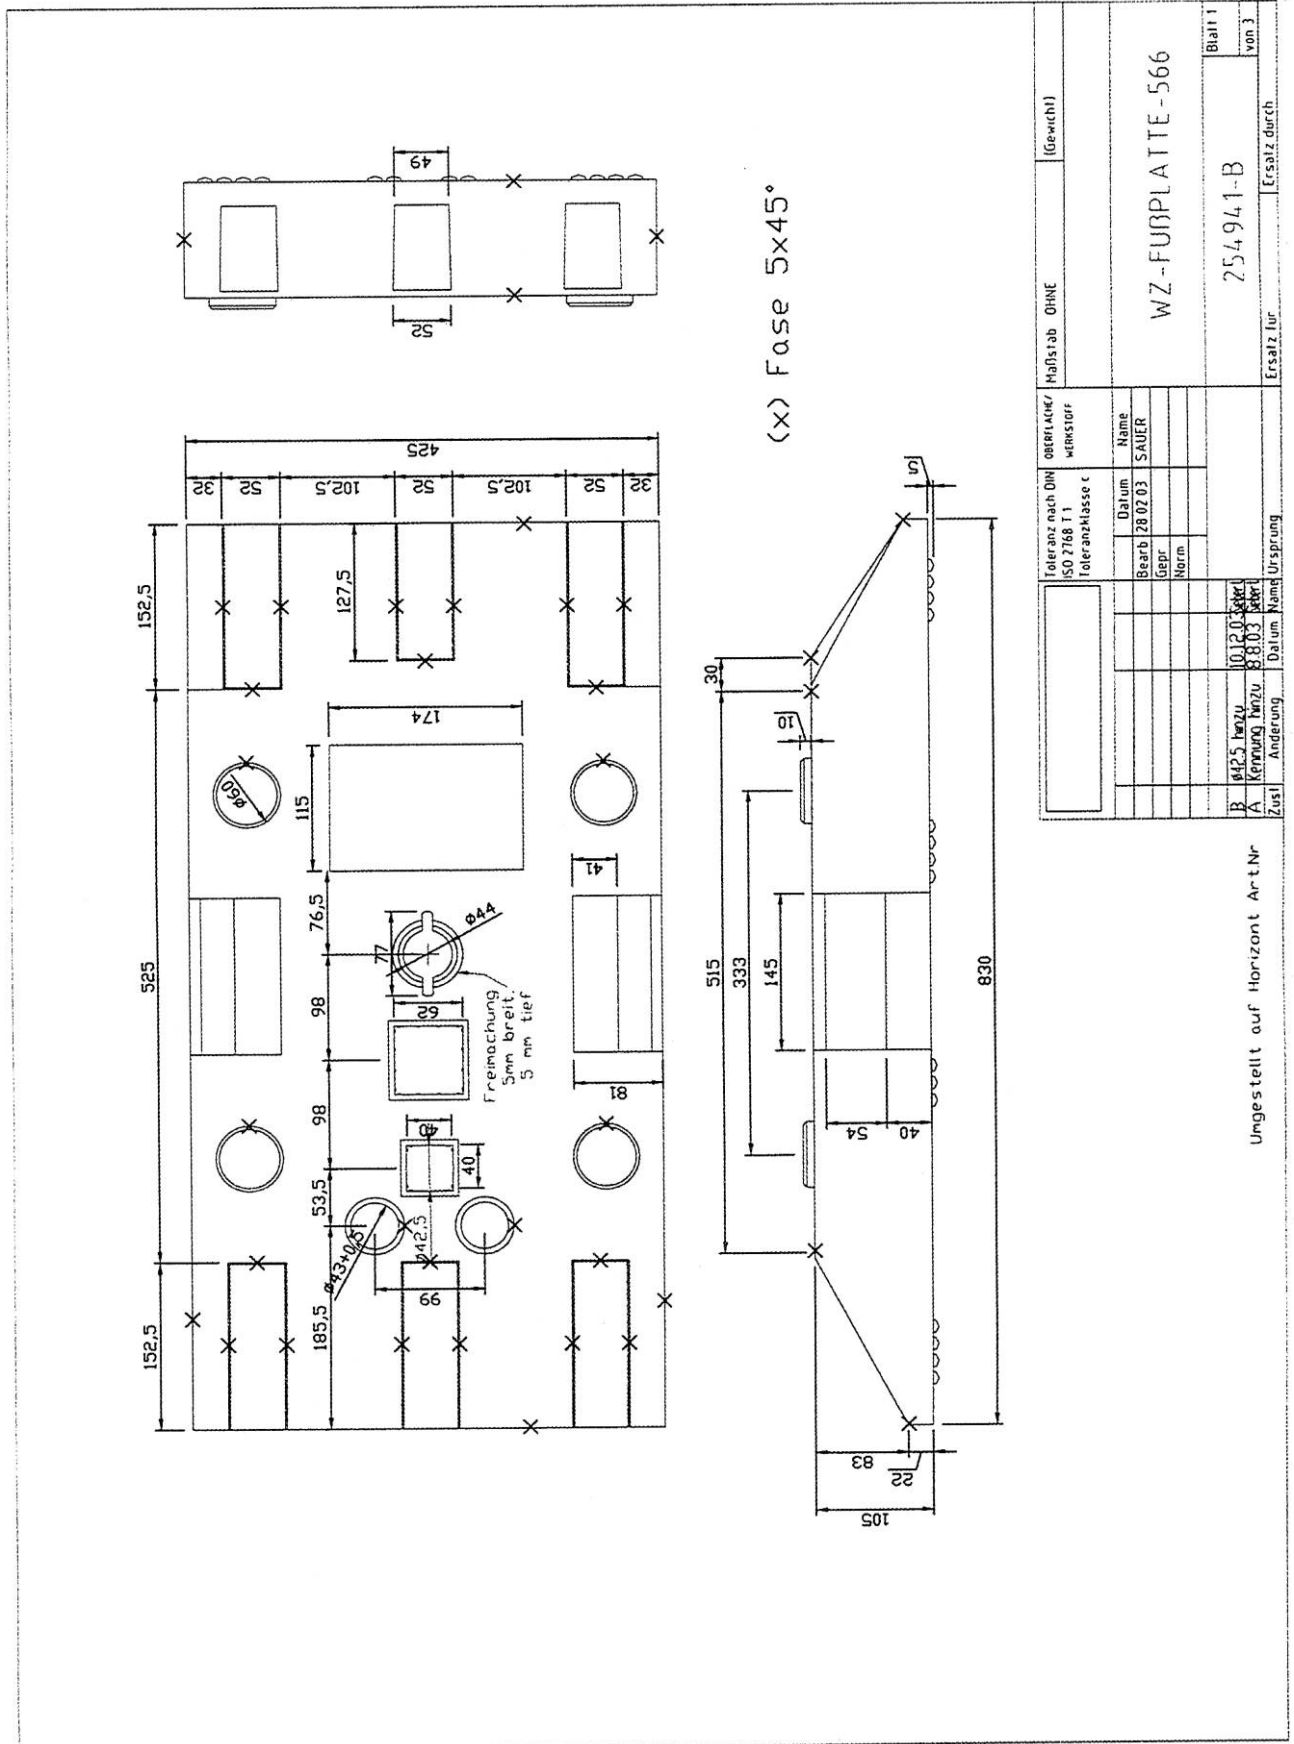 152,5
525
152,5
32
52
102,5
52
102,5
52
32
425
127,5
174
115
76,5
98
98
53,5
185,5
ø60
ø44
77
62
41
81
40
40
ø42,5
ø43+0,5
99
Freimachung
5mm breit,
5 mm tief
49
52
(x) Fase 5x45°
30
10
5
515
333
145
54
40
830
83
22
105
Umgestellt auf Horizont Art.Nr
Toleranz nach DIN
ISO 2768 T1
Toleranzklasse c
OBERFLÄCHE/
WERKSTOFF
Maßstab OHNE
(Gewicht)
Datum Name
Bearb 28 02 03 SAUER
Gepr
Norm
WZ-FUßPLATTE-566
254941-B
Blatt 1
von 3
B ø42.5 hinzu 10.12.03
A Kennung hinzu 8.8.03
Zust Änderung Datum Name Ursprung Ersatz für Ersatz durch